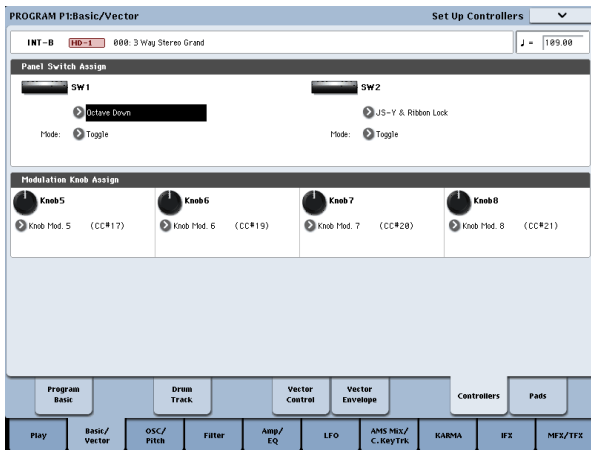 PROGRAM P1:Basic/Vector Set Up Controllers
INT-B HD-1 000: 3 Way Stereo Grand ♩ = 109.00
Panel Switch Assign
SW1 SW2
Octave Down JS-Y & Ribbon Lock
Mode: Toggle Mode: Toggle
Modulation Knob Assign
Knob5 Knob6 Knob7 Knob8
Knob Mod. 5 (CC#17) Knob Mod. 6 (CC#19) Knob Mod. 7 (CC#20) Knob Mod. 8 (CC#21)
Program Basic Drum Track Vector Control Vector Envelope Controllers Pads
Play Basic/ Vector OSC/ Pitch Filter Amp/ EQ LFO AMS Mix/ C.KeyTrk KARMA IFX MFX/TFX